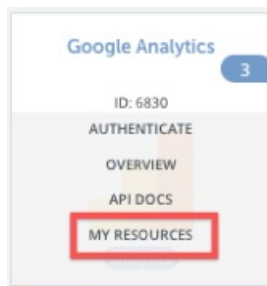 Google Analytics
3
ID: 6830
AUTHENTICATE
OVERVIEW
API DOCS
MY RESOURCES